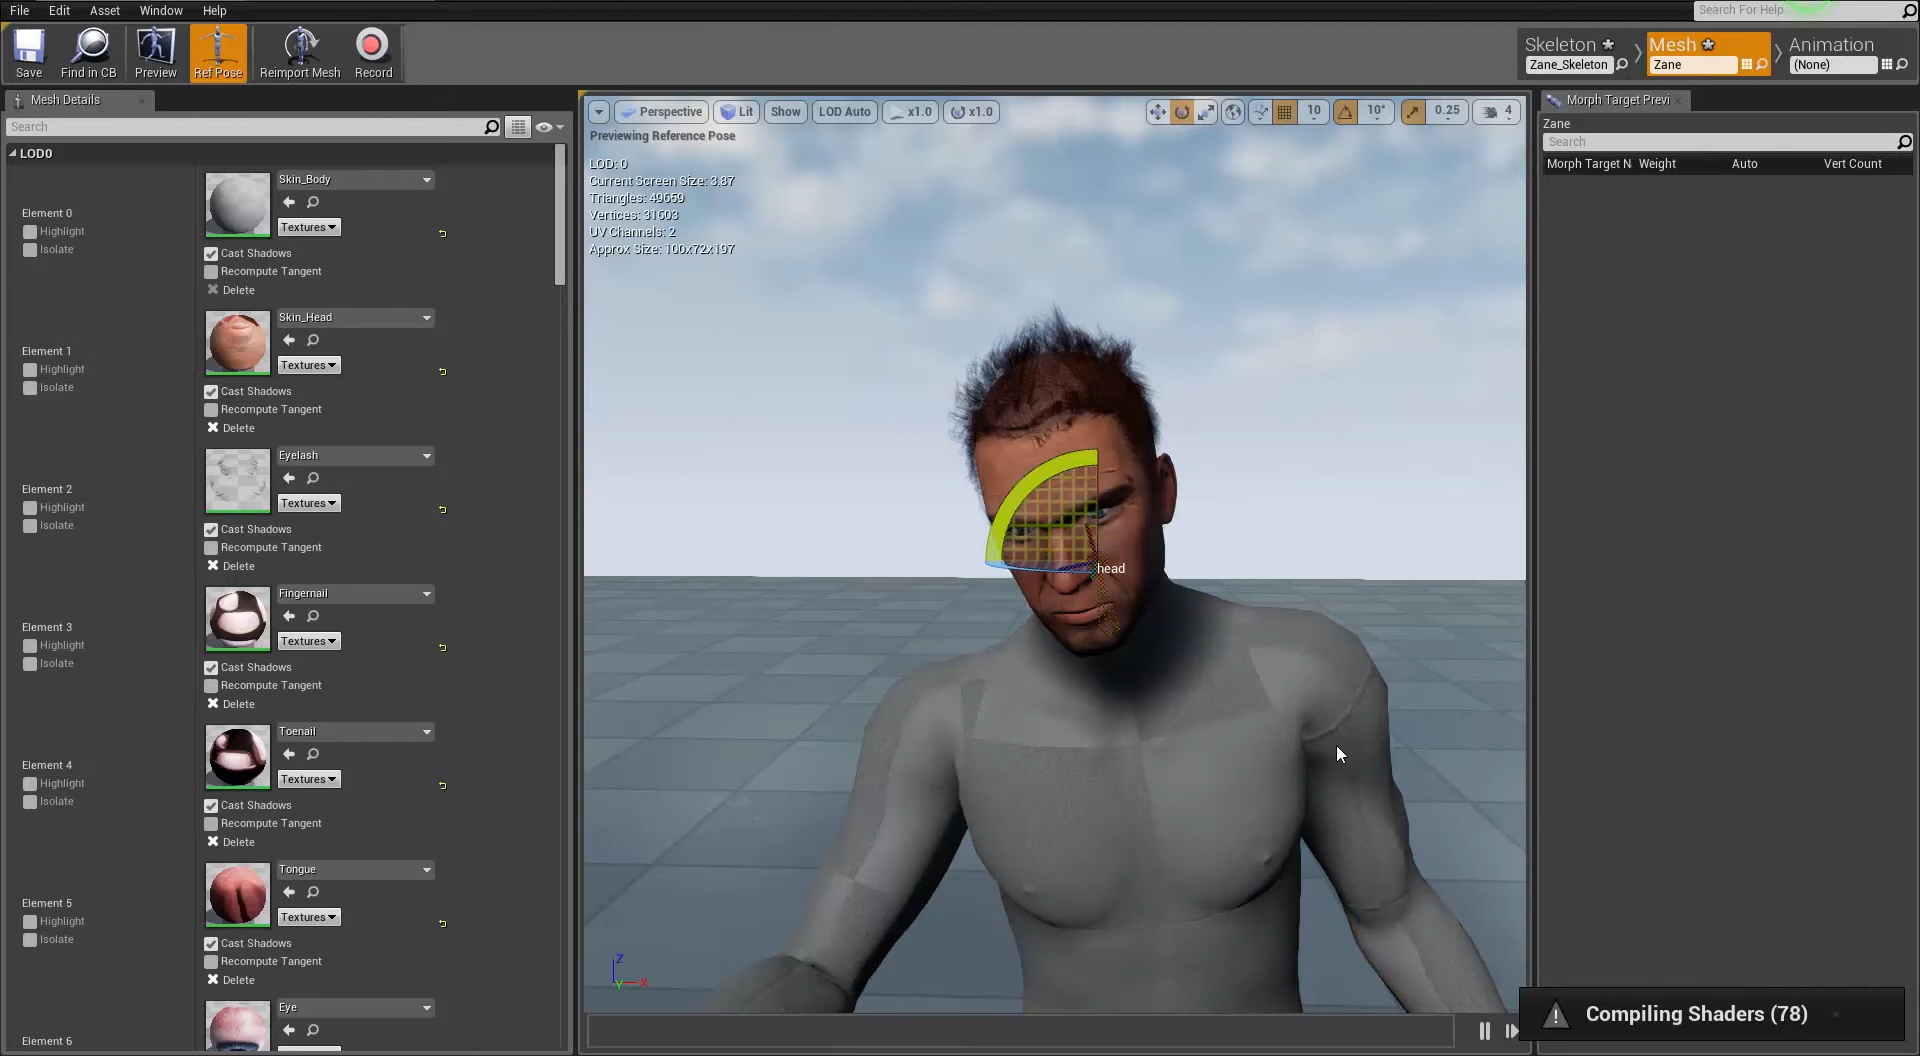 File Edit Asset Window Help
Search For Help
Save Find in CB Preview Ref Pose Reimport Mesh Record
Skeleton Mesh Animation
Zane_Skeleton Zane (None)
Mesh Details
Search
LOD0
Element 0
Highlight
Isolate
Skin_Body
Textures
Cast Shadows
Recompute Tangent
Delete
Element 1
Highlight
Isolate
Skin_Head
Textures
Cast Shadows
Recompute Tangent
Delete
Element 2
Highlight
Isolate
Eyelash
Textures
Cast Shadows
Recompute Tangent
Delete
Element 3
Highlight
Isolate
Fingernail
Textures
Cast Shadows
Recompute Tangent
Delete
Element 4
Highlight
Isolate
Toenail
Textures
Cast Shadows
Recompute Tangent
Delete
Element 5
Highlight
Isolate
Tongue
Textures
Cast Shadows
Recompute Tangent
Delete
Element 6
Eye
Perspective Lit Show LOD Auto x1.0 x1.0 10 10° 0.25 4
Previewing Reference Pose
LOD: 0
Current Screen Size: 3.87
Triangles: 49659
Vertices: 31603
UV Channels: 2
Approx Size: 100x72x197
head
Z
Y X
Morph Target Previ
Zane
Search
Morph Target N Weight Auto Vert Count
Compiling Shaders (78)